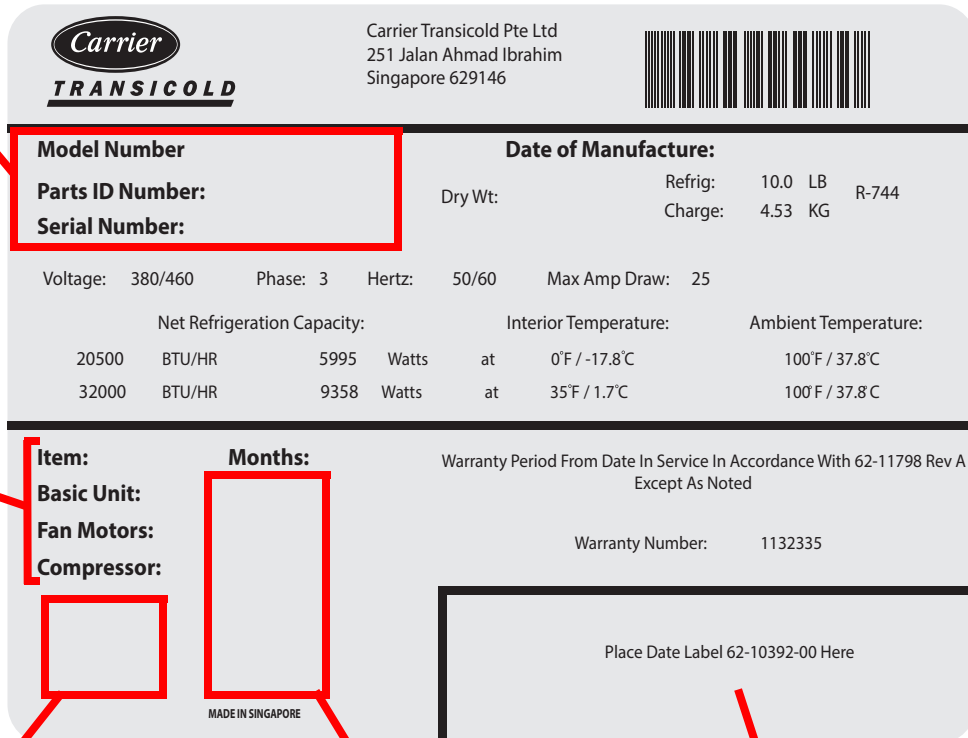 Carrier
TRANSICOLD
Carrier Transicold Pte Ltd
251 Jalan Ahmad Ibrahim
Singapore 629146
Model Number
Parts ID Number:
Serial Number:
Date of Manufacture:
Dry Wt:
Refrig: 10.0 LB
Charge: 4.53 KG
R-744
Voltage: 380/460 Phase: 3 Hertz: 50/60 Max Amp Draw: 25
Net Refrigeration Capacity: Interior Temperature: Ambient Temperature:
20500 BTU/HR 5995 Watts at 0°F / -17.8°C 100°F / 37.8°C
32000 BTU/HR 9358 Watts at 35°F / 1.7°C 100°F / 37.8°C
Item: Months:
Basic Unit:
Fan Motors:
Compressor:
Warranty Period From Date In Service In Accordance With 62-11798 Rev A
Except As Noted
Warranty Number: 1132335
Place Date Label 62-10392-00 Here
MADE IN SINGAPORE